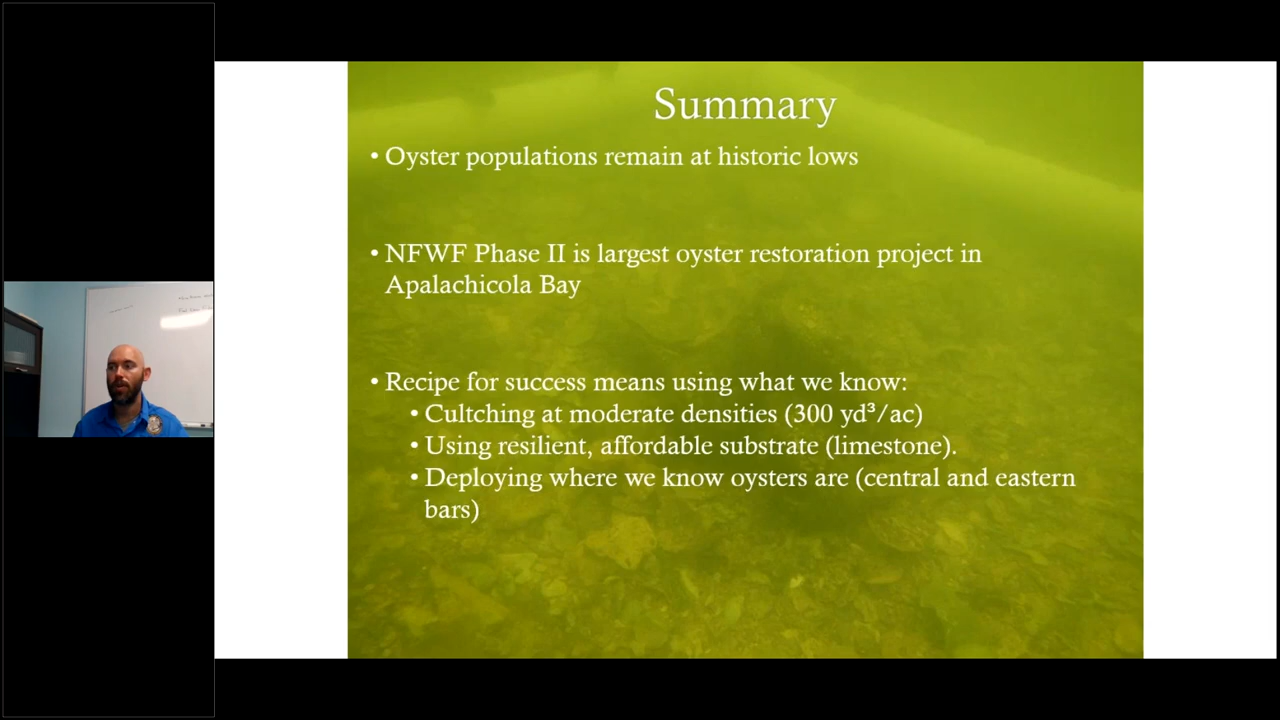 Summary
• Oyster populations remain at historic lows
• NFWF Phase II is largest oyster restoration project in
Apalachicola Bay
• Recipe for success means using what we know:
• Cultching at moderate densities (300 yd³/ac)
• Using resilient, affordable substrate (limestone).
• Deploying where we know oysters are (central and eastern
bars)